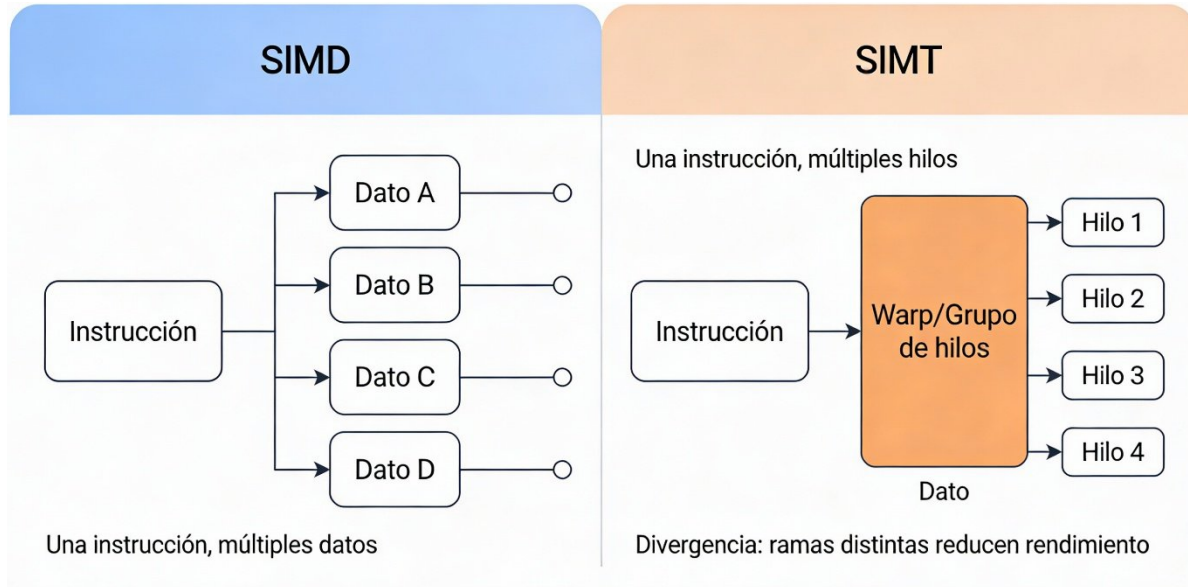 SIMD
Instrucción
Dato A
Dato B
Dato C
Dato D
Una instrucción, múltiples datos
SIMT
Una instrucción, múltiples hilos
Instrucción
Warp/Grupo
de hilos
Hilo 1
Hilo 2
Hilo 3
Hilo 4
Dato
Divergencia: ramas distintas reducen rendimiento